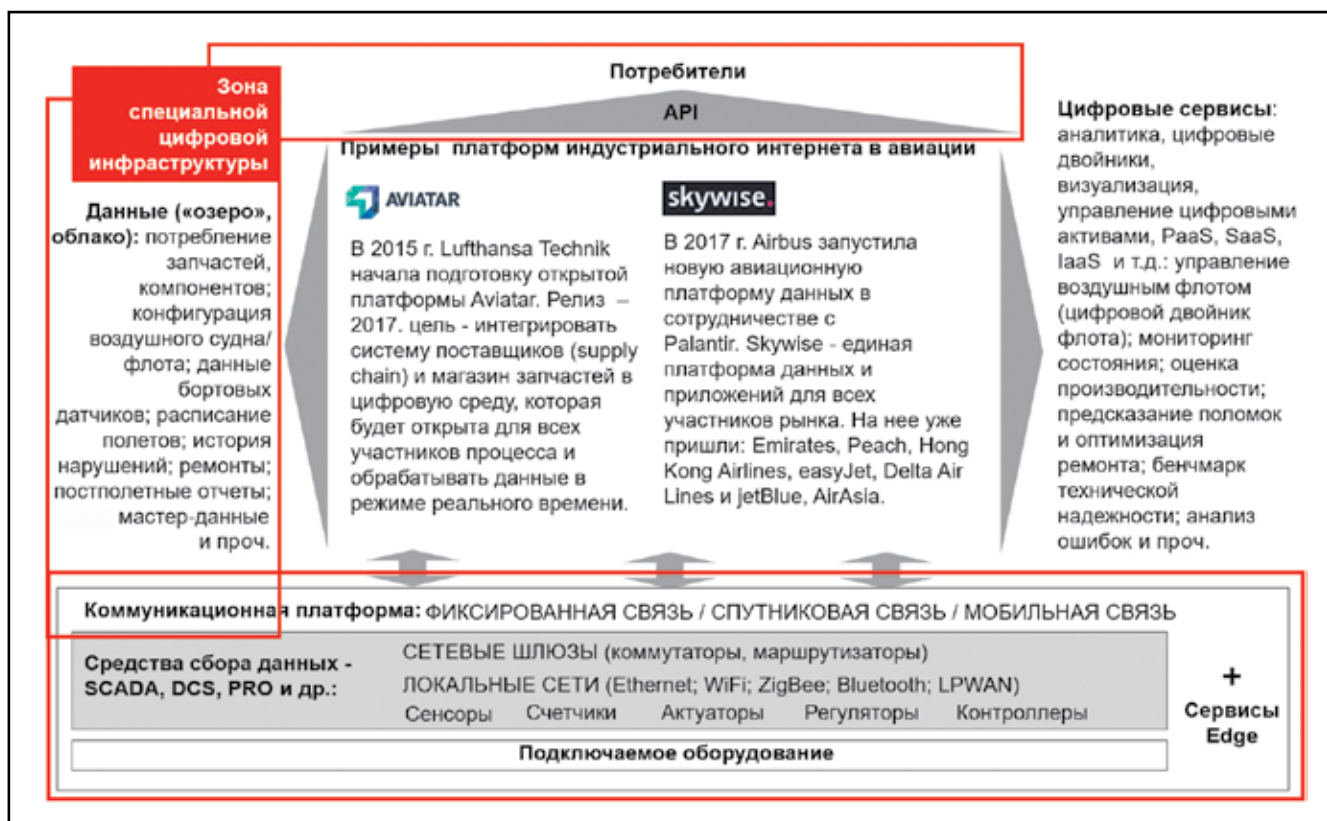 Потребители
API
Зона
специальной
цифровой
инфраструктуры
Данные («озеро»,
облако): потребление
запчастей,
компонентов;
конфигурация
воздушного судна/
флота; данные
бортовых
датчиков; расписание
полетов; история
нарушений; ремонты;
постполетные отчеты;
мастер-данные
и проч.
Примеры платформ индустриального интернета в авиации
AVIATAR
В 2015 г. Lufthansa Technik
начала подготовку открытой
платформы Aviatar. Релиз –
2017. цель - интегрировать
систему поставщиков (supply
chain) и магазин запчастей в
цифровую среду, которая
будет открыта для всех
участников процесса и
обрабатывать данные в
режиме реального времени.
skywise.
В 2017 г. Airbus запустила
новую авиационную
платформу данных в
сотрудничестве с
Palantir. Skywise - единая
платформа данных и
приложений для всех
участников рынка. На нее уже
пришли: Emirates, Peach, Hong
Kong Airlines, easyJet, Delta Air
Lines и jetBlue, AirAsia.
Цифровые сервисы:
аналитика, цифровые
двойники,
визуализация,
управление цифровыми
активами, PaaS, SaaS,
IaaS и т.д.: управление
воздушным флотом
(цифровой двойник
флота); мониторинг
состояния; оценка
производительности;
предсказание поломок
и оптимизация
ремонта; бенчмарк
технической
надежности; анализ
ошибок и проч.
Коммуникационная платформа: ФИКСИРОВАННАЯ СВЯЗЬ / СПУТНИКОВАЯ СВЯЗЬ / МОБИЛЬНАЯ СВЯЗЬ
Средства сбора данных -
SCADA, DCS, PRO и др.:
СЕТЕВЫЕ ШЛЮЗЫ (коммутаторы, маршрутизаторы)
ЛОКАЛЬНЫЕ СЕТИ (Ethernet; WiFi; ZigBee; Bluetooth; LPWAN)
Сенсоры Счетчики Актуаторы Регуляторы Контроллеры
Подключаемое оборудование
+
Сервисы
Edge